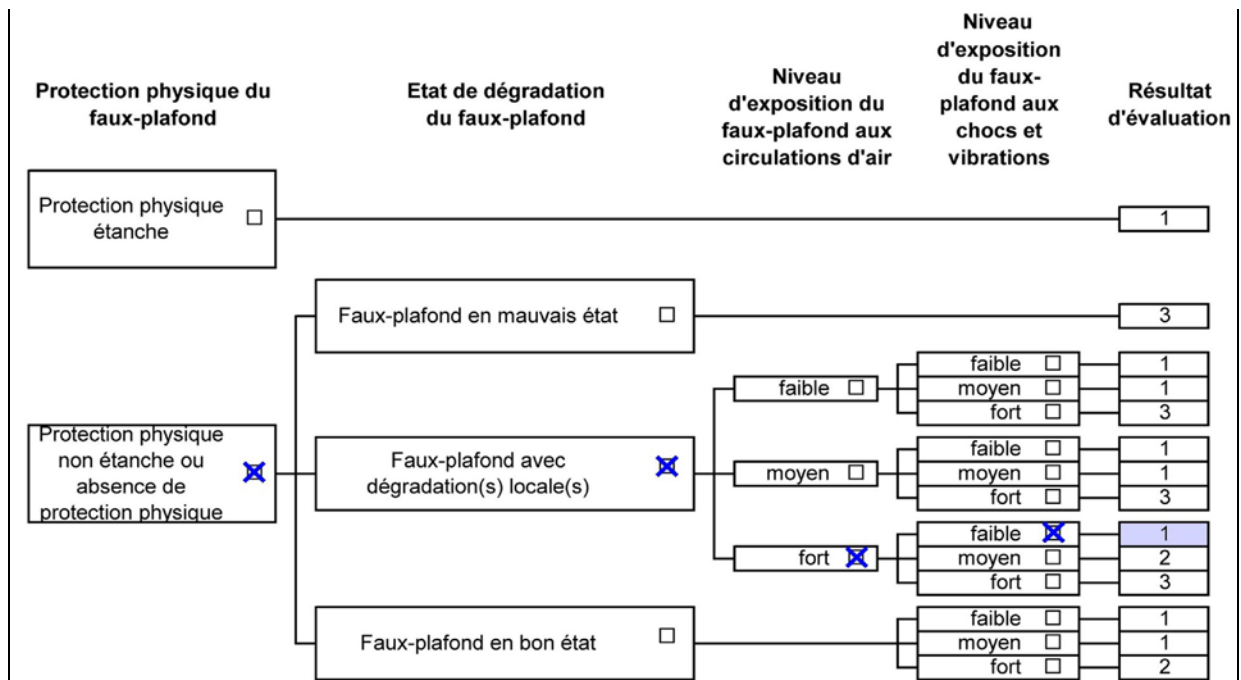 Protection physique du
faux-plafond
Etat de dégradation
du faux-plafond
Niveau
d'exposition du
faux-plafond aux
circulations d'air
Niveau
d'exposition
du faux-
plafond aux
chocs et
vibrations
Résultat
d'évaluation
Protection physique
étanche
1
Faux-plafond en mauvais état
3
Protection physique
non étanche ou
absence de
protection physique
Faux-plafond avec
dégradation(s) locale(s)
faible
faible 1
moyen 1
fort 3
moyen
faible 1
moyen 1
fort 3
fort
faible 1
moyen 2
fort 3
Faux-plafond en bon état
faible 1
moyen 1
fort 2